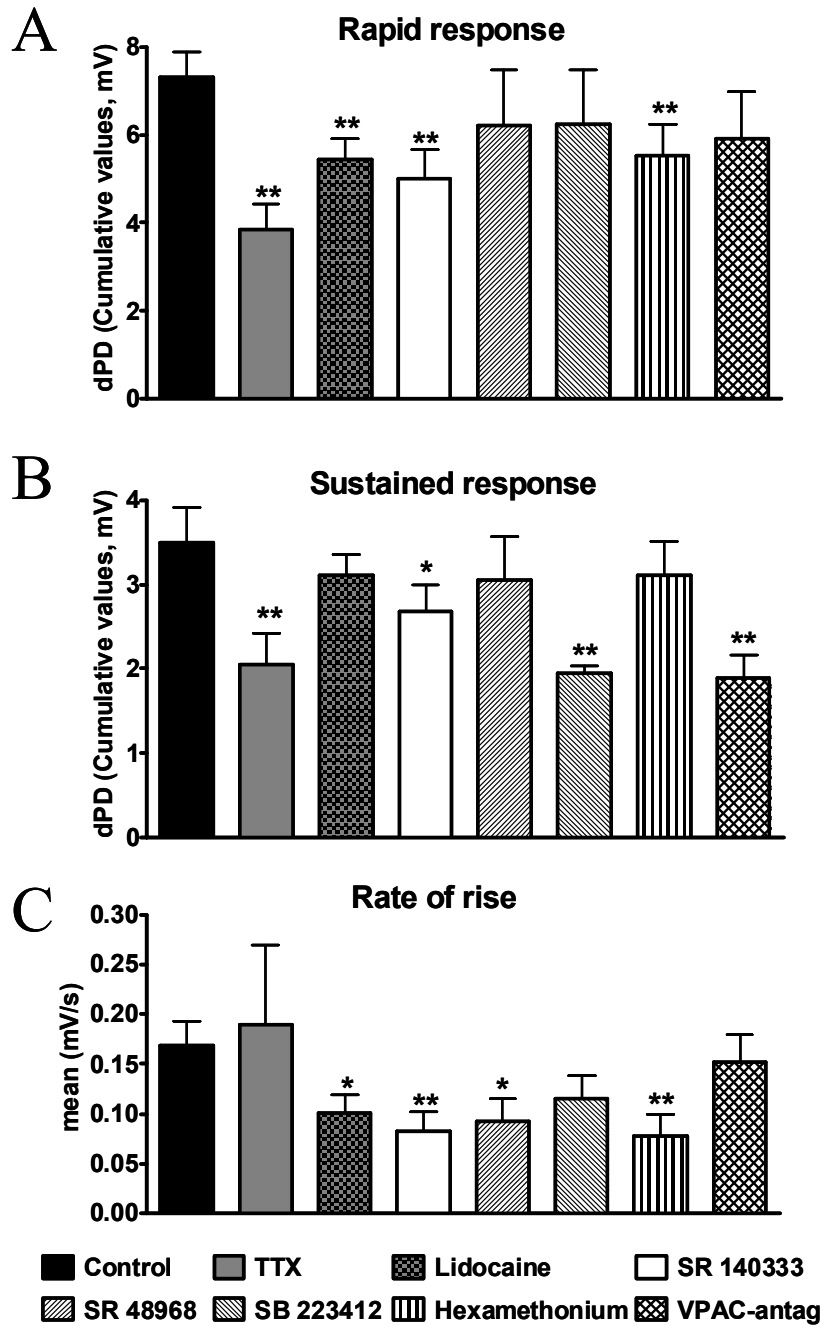 A
Rapid response
dPD (Cumulative values, mV)
8
6
4
2
0
**
**
**
**
B
Sustained response
dPD (Cumulative values, mV)
4
3
2
1
0
**
*
**
**
C
Rate of rise
mean (mV/s)
0.30
0.25
0.20
0.15
0.10
0.05
0.00
*
**
*
**
Control TTX Lidocaine SR 140333
SR 48968 SB 223412 Hexamethonium VPAC-antag